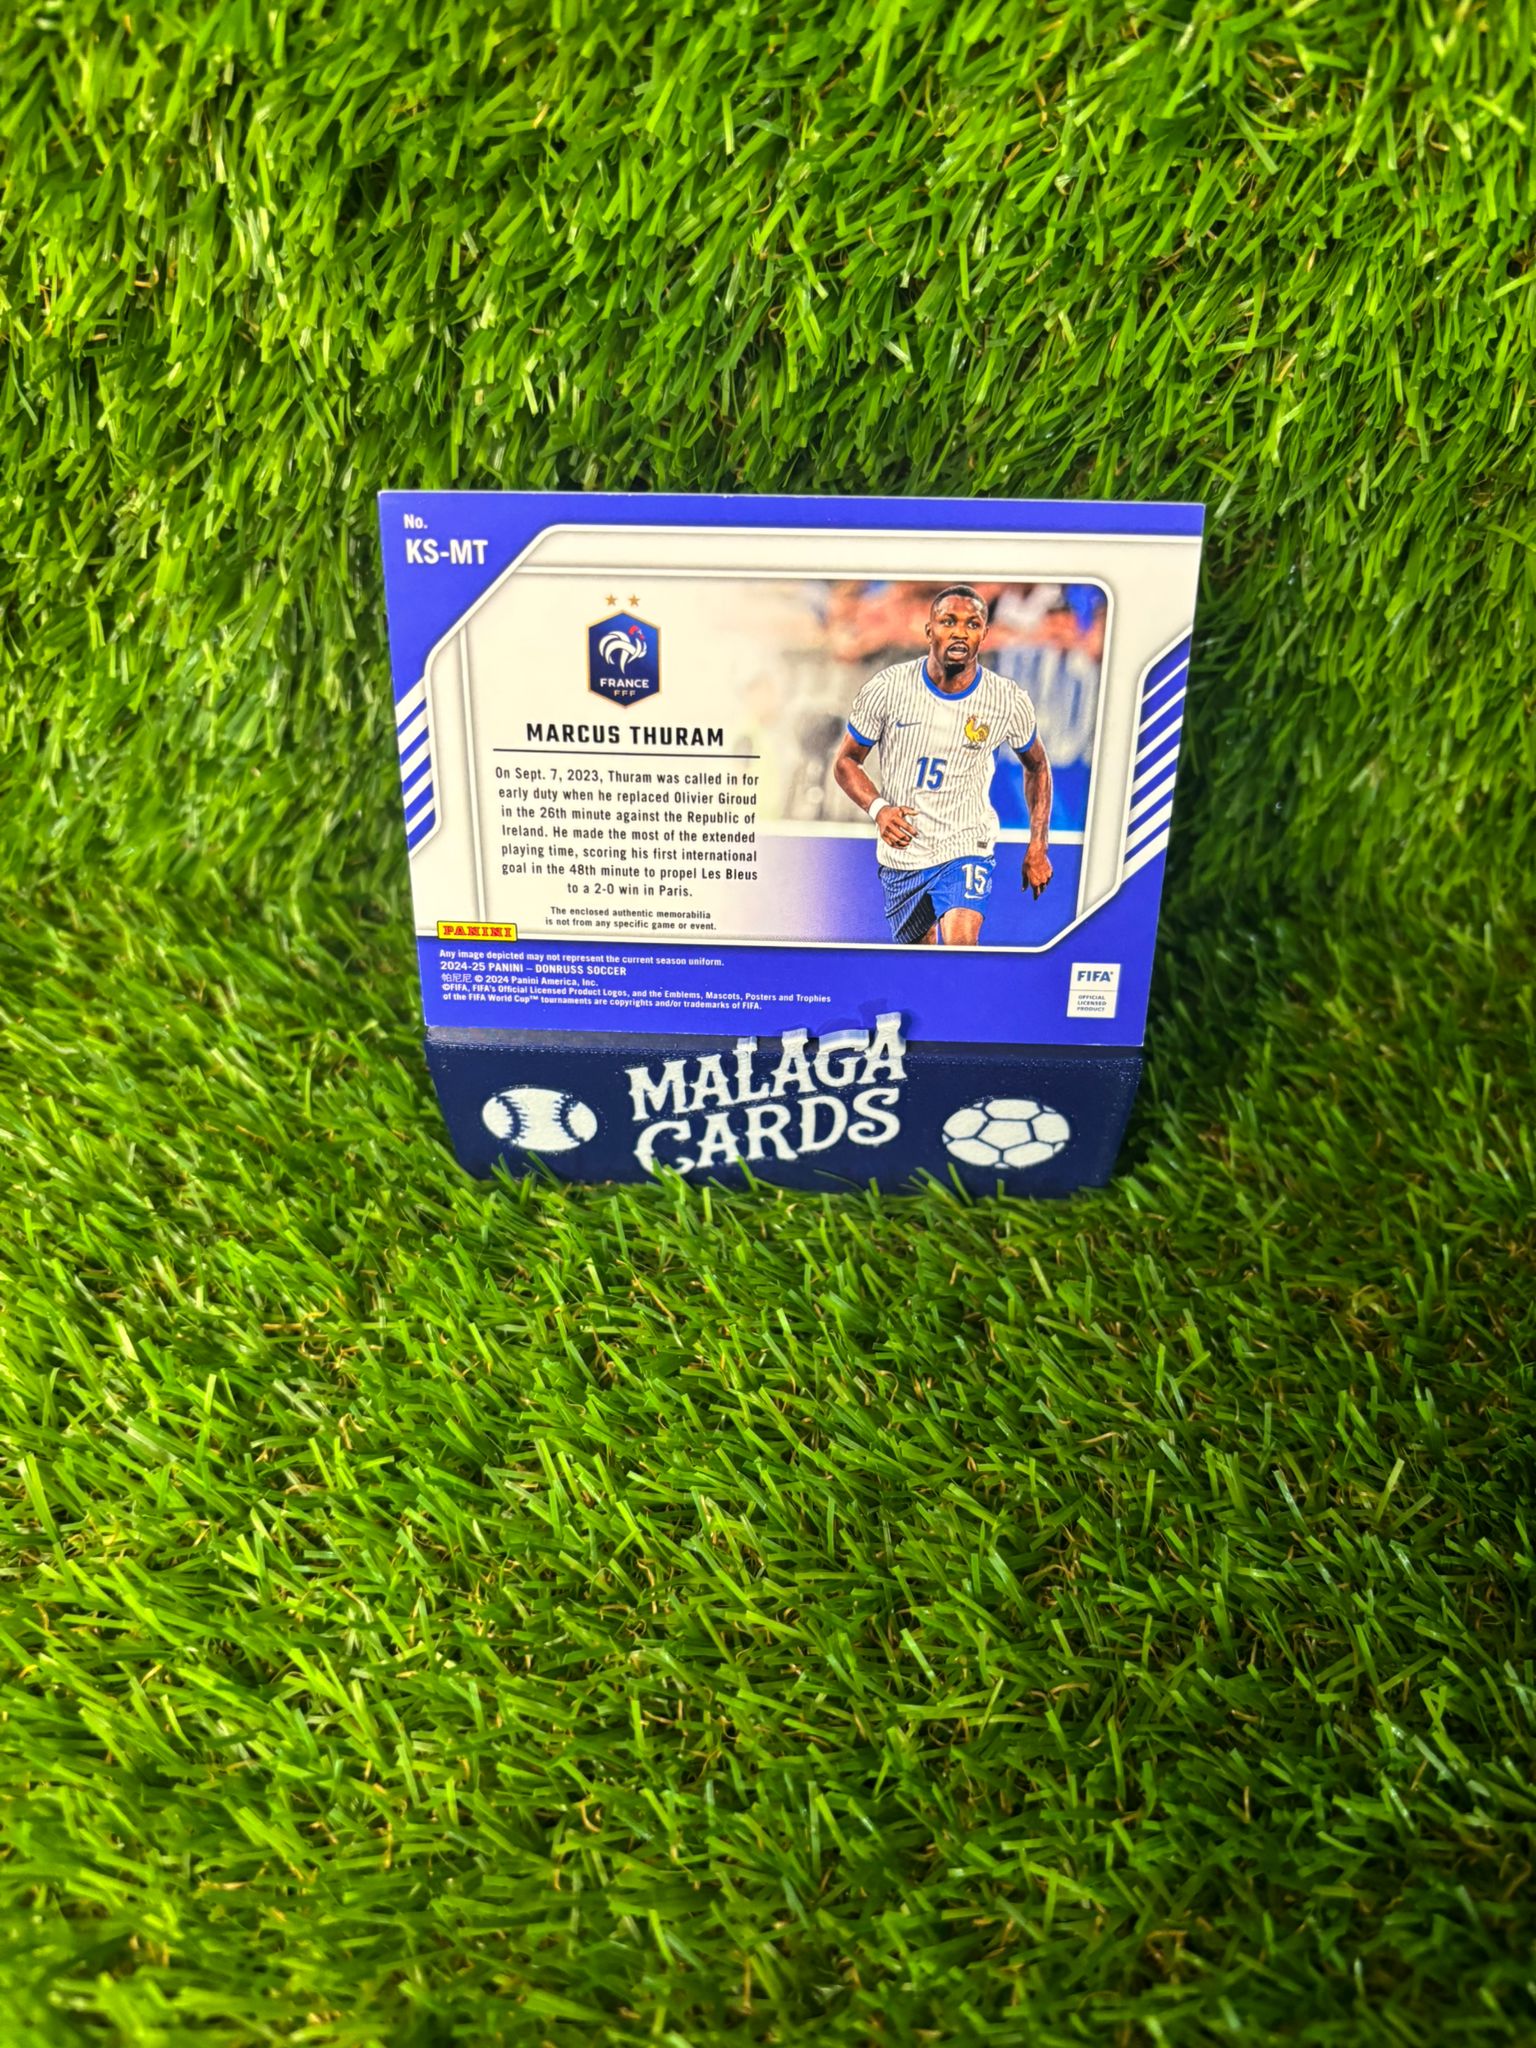 No.
KS-MT
FRANCE
FFF
MARCUS THURAM
On Sept. 7, 2023, Thuram was called in for
early duty when he replaced Olivier Giroud
in the 26th minute against the Republic of
Ireland. He made the most of the extended
playing time, scoring his first international
goal in the 48th minute to propel Les Bleus
to a 2-0 win in Paris.
The enclosed authentic memorabilia
is not from any specific game or event.
15
15
PANINI
Any image depicted may not represent the current season uniform.
2024-25 PANINI – DONRUSS SOCCER
帕尼尼 © 2024 Panini America, Inc.
©FIFA, FIFA's Official Licensed Product Logos, and the Emblems, Mascots, Posters and Trophies
of the FIFA World Cup™ tournaments are copyrights and/or trademarks of FIFA.
FIFA®
OFFICIAL
LICENSED
PRODUCT
MALAGA
CARDS